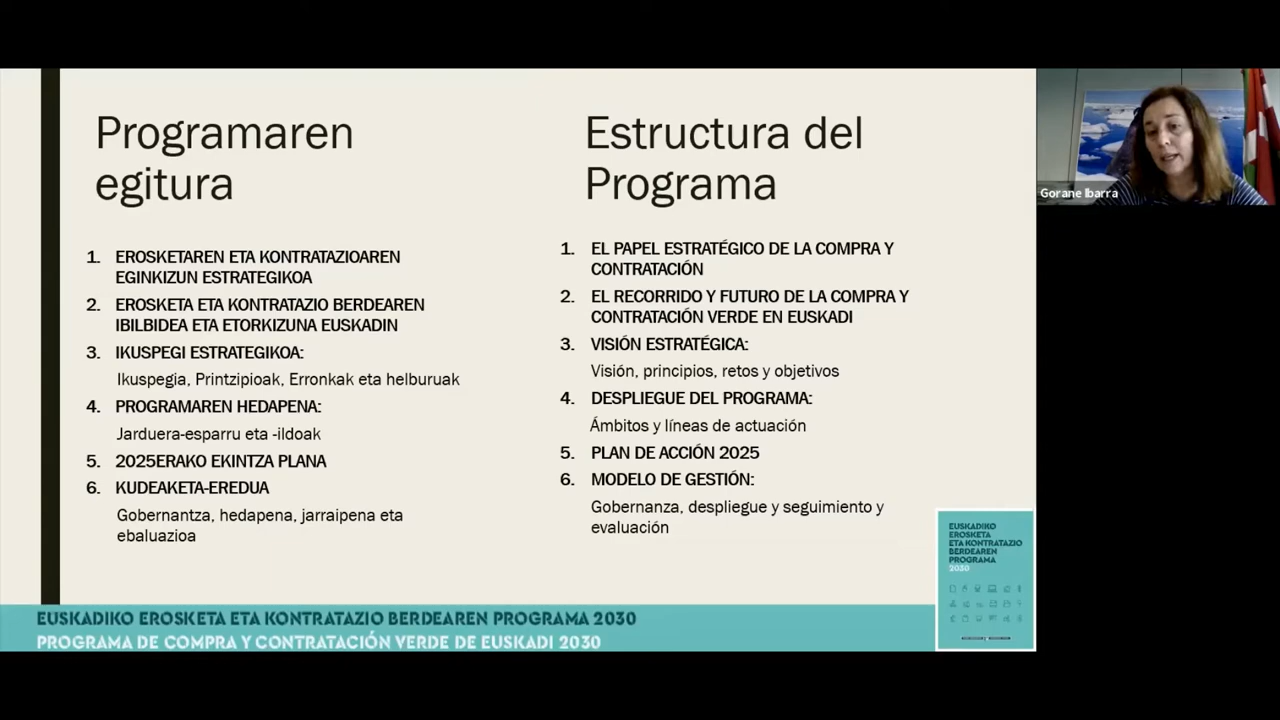 Programaren
egitura
1. EROSKETAREN ETA KONTRATAZIOAREN
EGINKIZUN ESTRATEGIKOA
2. EROSKETA ETA KONTRATAZIO BERDEAREN
IBILBIDEA ETA ETORKIZUNA EUSKADIN
3. IKUSPEGI ESTRATEGIKOA:
Ikuspegia, Printzipioak, Erronkak eta helburuak
4. PROGRAMAREN HEDAPENA:
Jarduera-esparru eta -ildoak
5. 2025ERAKO EKINTZA PLANA
6. KUDEAKETA-EREDUA
Gobernantza, hedapena, jarraipena eta
ebaluazioa
Estructura del
Programa
1. EL PAPEL ESTRATÉGICO DE LA COMPRA Y
CONTRATACIÓN
2. EL RECORRIDO Y FUTURO DE LA COMPRA Y
CONTRATACIÓN VERDE EN EUSKADI
3. VISIÓN ESTRATÉGICA:
Visión, principios, retos y objetivos
4. DESPLIEGUE DEL PROGRAMA:
Ámbitos y líneas de actuación
5. PLAN DE ACCIÓN 2025
6. MODELO DE GESTIÓN:
Gobernanza, despliegue y seguimiento y
evaluación
Gorane Ibarra
EUSKADIKO
EROSKETA
ETA KONTRATAZIO
BERDEAREN
PROGRAMA
2030
EUSKADIKO EROSKETA ETA KONTRATAZIO BERDEAREN PROGRAMA 2030
PROGRAMA DE COMPRA Y CONTRATACIÓN VERDE DE EUSKADI 2030